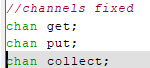 //channels fixed
chan get;
chan put;
chan collect;